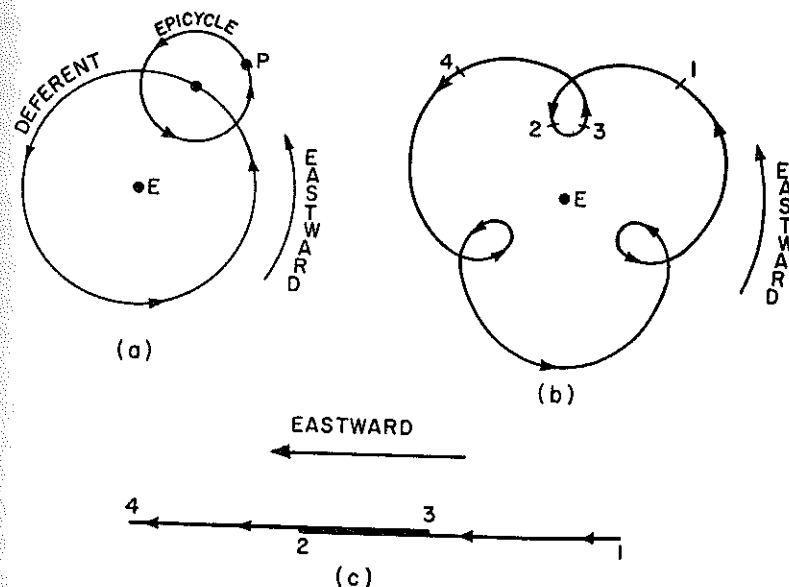 EPICYCLE
P
DEFERENT
E
EASTWARD
(a)
4
1
2
3
E
EASTWARD
(b)
EASTWARD
4
3
2
1
(c)